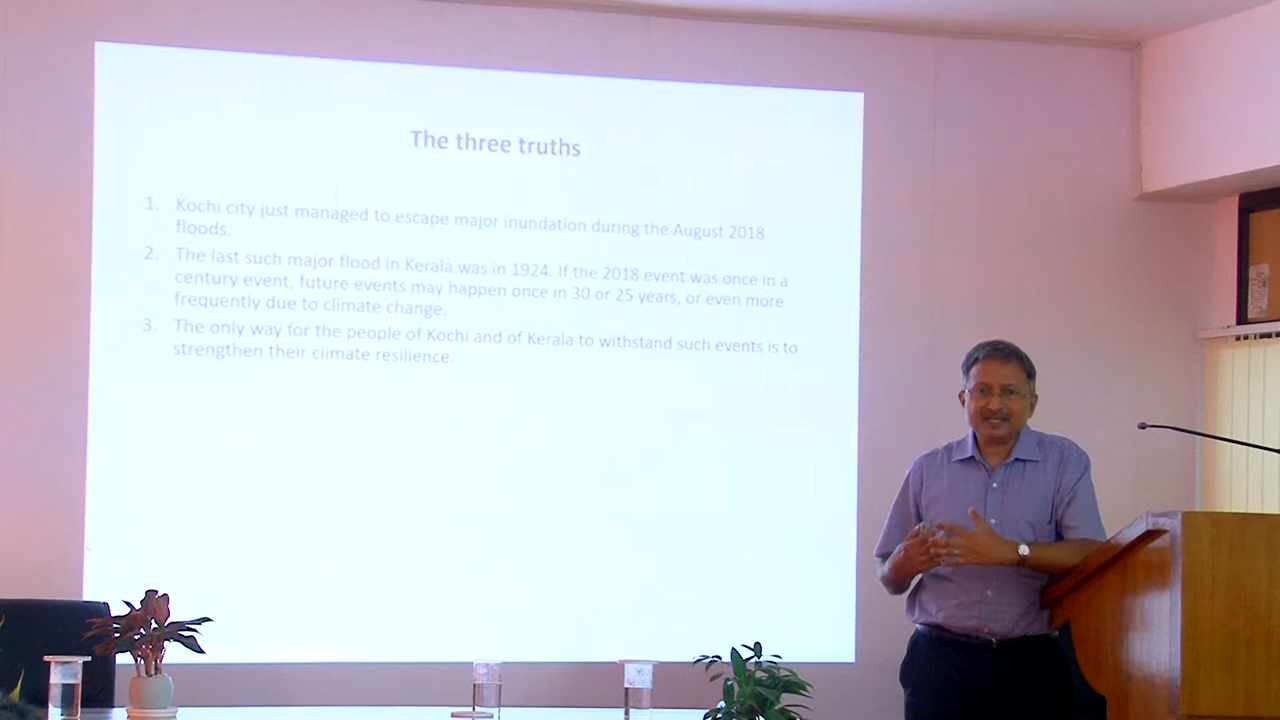 The three truths
1. Kochi city just managed to escape major inundation during the August 2018
floods.
2. The last such major flood in Kerala was in 1924. If the 2018 event was once in a
century event, future events may happen once in 30 or 25 years, or even more
frequently due to climate change.
3. The only way for the people of Kochi and of Kerala to withstand such events is to
strengthen their climate resilience.